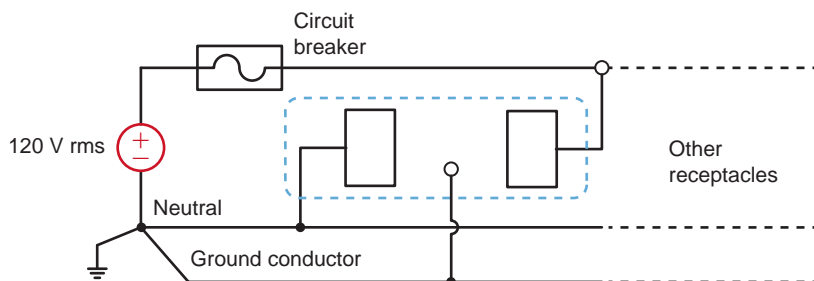 Circuit
breaker
120 V rms
+
−
Other
receptacles
Neutral
Ground conductor